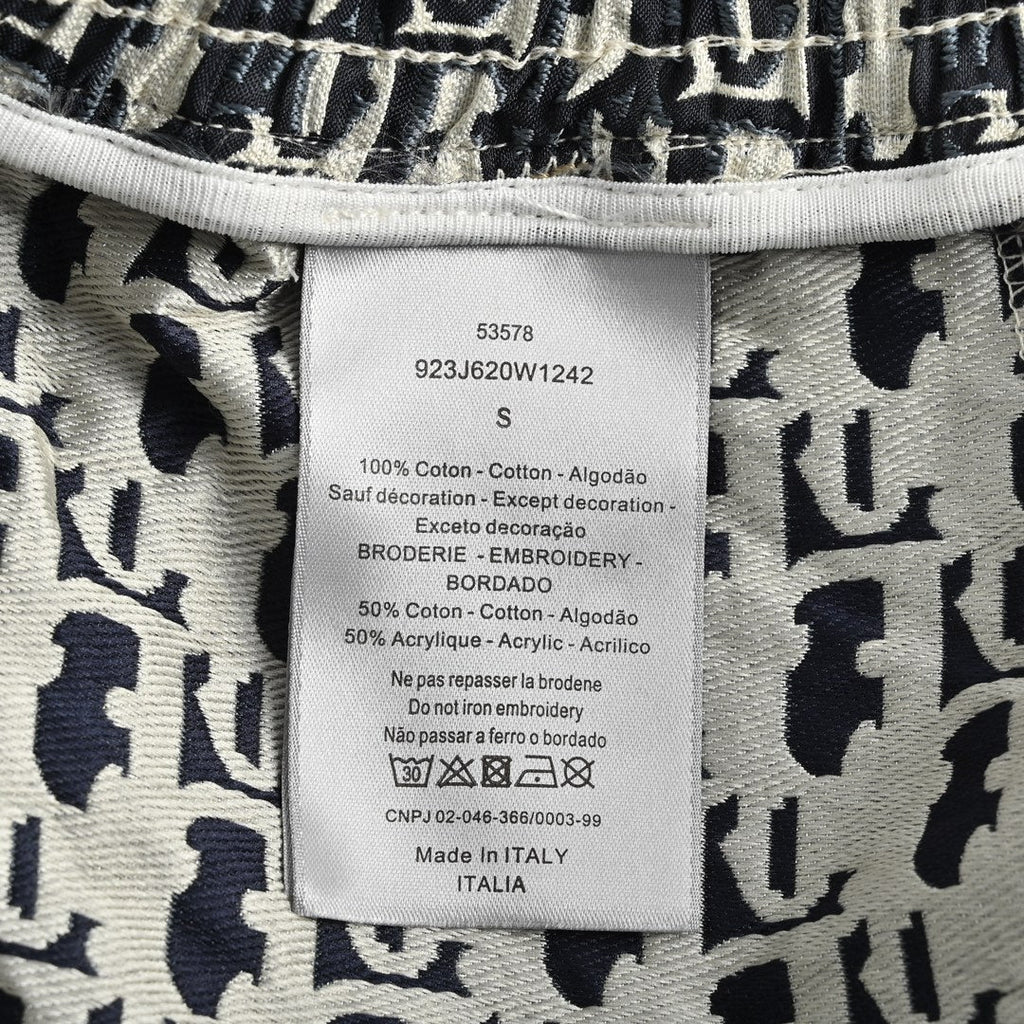 53578
923J620W1242
S
100% Coton - Cotton - Algodão
Sauf décoration - Except decoration -
Exceto decoração
BRODERIE - EMBROIDERY -
BORDADO
50% Coton - Cotton - Algodão
50% Acrylique - Acrylic - Acrilico
Ne pas repasser la brodene
Do not iron embroidery
Não passar a ferro o bordado
30
CNPJ 02-046-366/0003-99
Made In ITALY
ITALIA